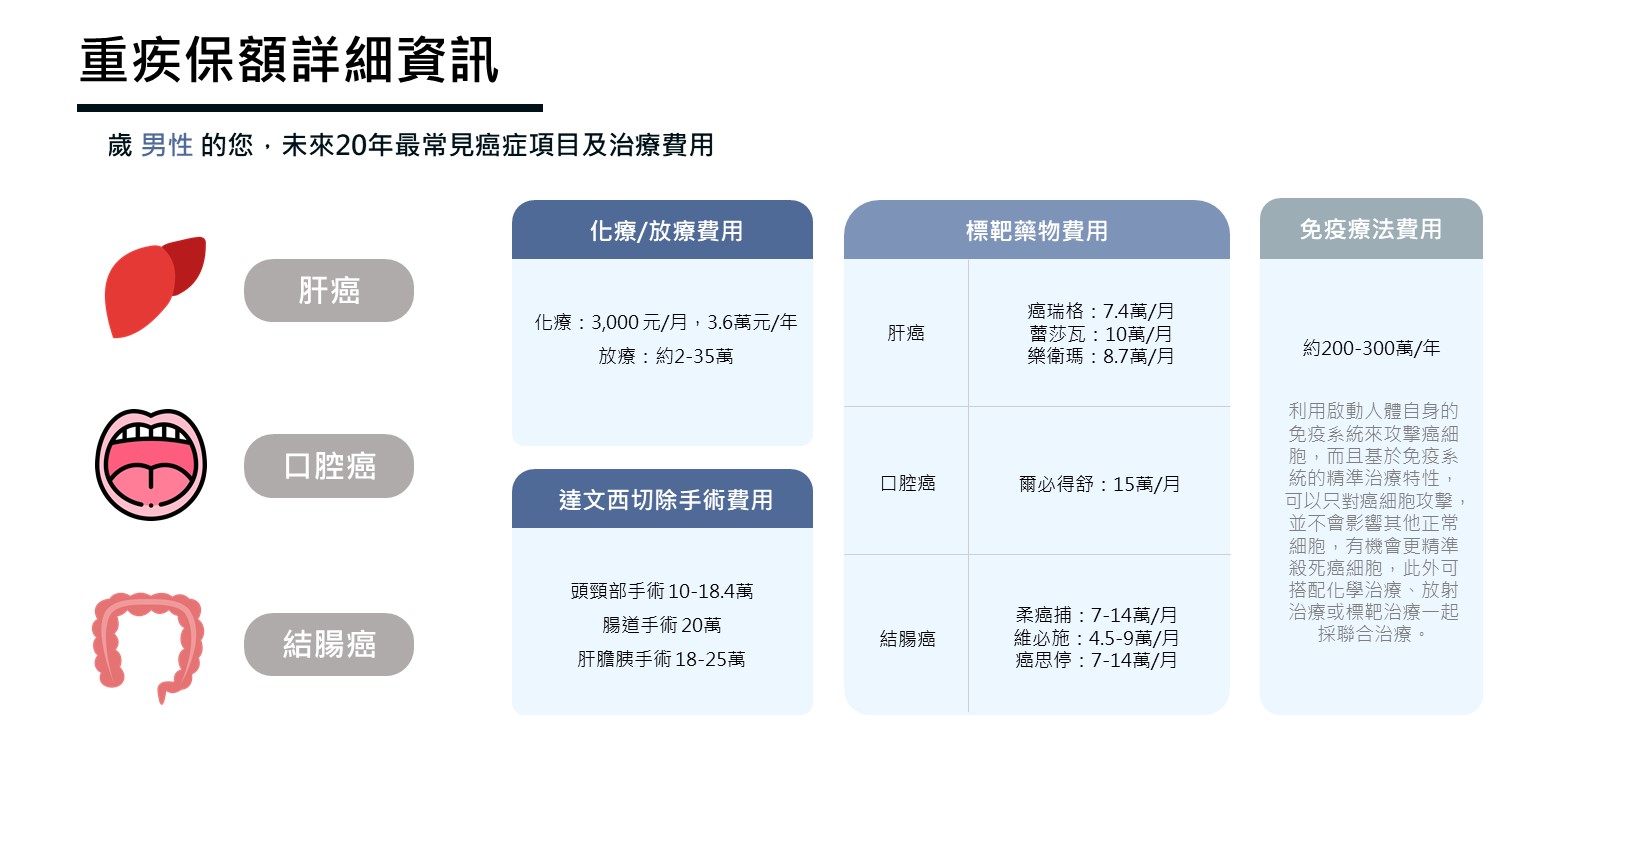 重疾保額詳細資訊
歲 男性 的您，未來20年最常見癌症項目及治療費用
肝癌
口腔癌
結腸癌
化療/放療費用
化療：3,000元/月，3.6萬元/年
放療：約2-35萬
達文西切除手術費用
頭頸部手術10-18.4萬
腸道手術20萬
肝膽胰手術18-25萬
標靶藥物費用
肝癌
癌瑞格：7.4萬/月
蕾莎瓦：10萬/月
樂衛瑪：8.7萬/月
口腔癌
爾必得舒：15萬/月
結腸癌
柔癌捕：7-14萬/月
維必施：4.5-9萬/月
癌思停：7-14萬/月
免疫療法費用
約200-300萬/年
利用啟動人體自身的
免疫系統來攻擊癌細
胞，而且基於免疫系
統的精準治療特性，
可以只對癌細胞攻擊，
並不會影響其他正常
細胞，有機會更精準
殺死癌細胞，此外可
搭配化學治療、放射
治療或標靶治療一起
採聯合治療。